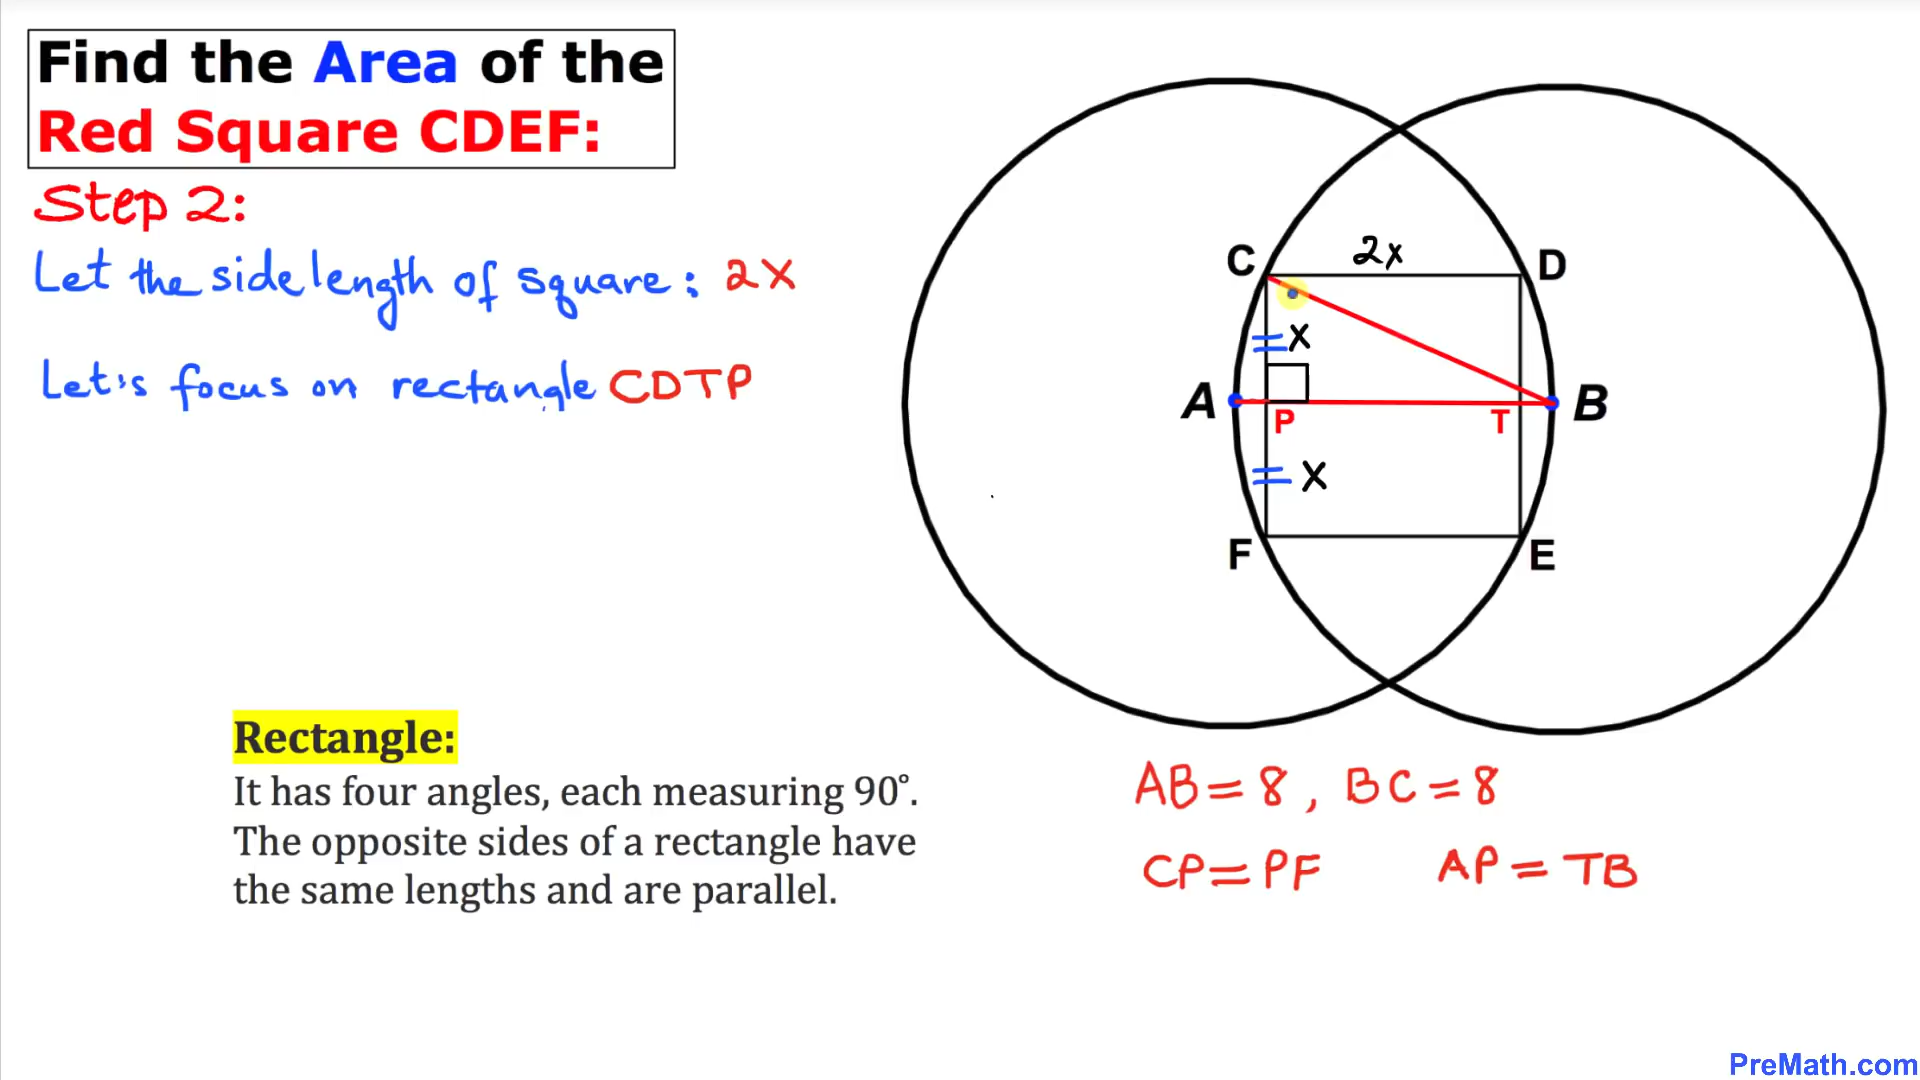 Find the Area of the
Red Square CDEF:
Step 2:
Let the side length of square: 2X
Let's focus on rectangle CDTP
C 2x D
= x
A P T B
= x
F E
Rectangle:
It has four angles, each measuring 90°.
The opposite sides of a rectangle have
the same lengths and are parallel.
AB = 8, BC = 8
CP = PF AP = TB
PreMath.com